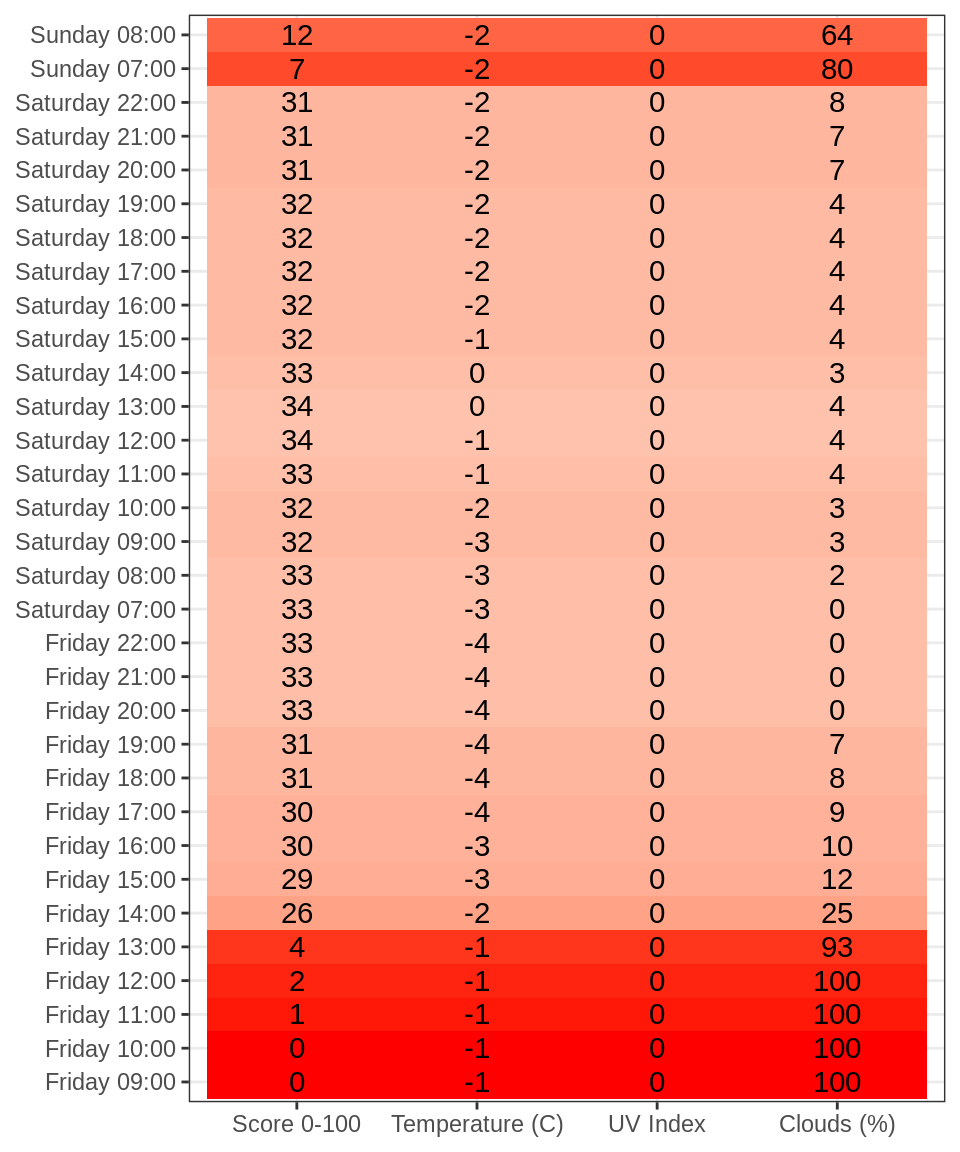 Sunday 08:00 12 -2 0 64
Sunday 07:00 7 -2 0 80
Saturday 22:00 31 -2 0 8
Saturday 21:00 31 -2 0 7
Saturday 20:00 31 -2 0 7
Saturday 19:00 32 -2 0 4
Saturday 18:00 32 -2 0 4
Saturday 17:00 32 -2 0 4
Saturday 16:00 32 -2 0 4
Saturday 15:00 32 -1 0 4
Saturday 14:00 33 0 0 3
Saturday 13:00 34 0 0 4
Saturday 12:00 34 -1 0 4
Saturday 11:00 33 -1 0 4
Saturday 10:00 32 -2 0 3
Saturday 09:00 32 -3 0 3
Saturday 08:00 33 -3 0 2
Saturday 07:00 33 -3 0 0
Friday 22:00 33 -4 0 0
Friday 21:00 33 -4 0 0
Friday 20:00 33 -4 0 0
Friday 19:00 31 -4 0 7
Friday 18:00 31 -4 0 8
Friday 17:00 30 -4 0 9
Friday 16:00 30 -3 0 10
Friday 15:00 29 -3 0 12
Friday 14:00 26 -2 0 25
Friday 13:00 4 -1 0 93
Friday 12:00 2 -1 0 100
Friday 11:00 1 -1 0 100
Friday 10:00 0 -1 0 100
Friday 09:00 0 -1 0 100
Score 0-100 Temperature (C) UV Index Clouds (%)